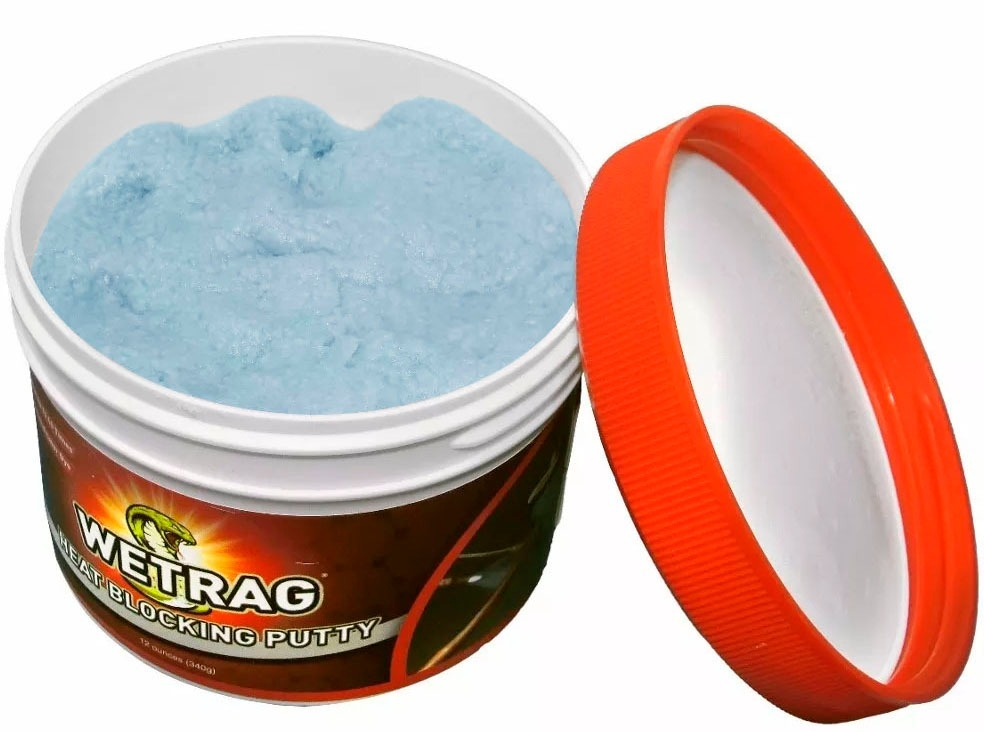 WETRAG
HEAT BLOCKING PUTTY
12 ounces (340g)